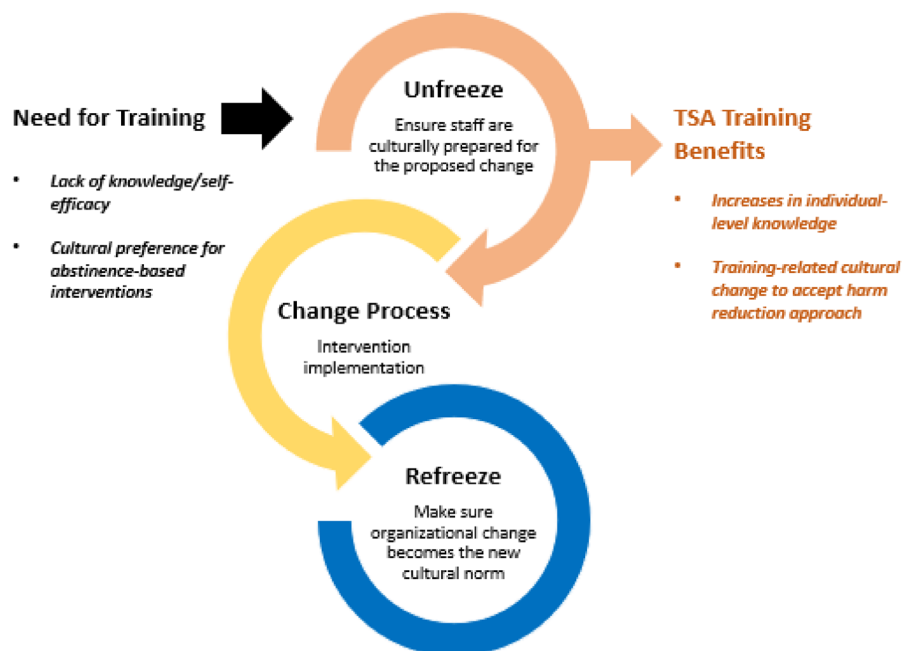 Need for Training
• Lack of knowledge/self-
efficacy
• Cultural preference for
abstinence-based
interventions
Unfreeze
Ensure staff are
culturally prepared for
the proposed change
TSA Training
Benefits
• Increases in individual-
level knowledge
• Training-related cultural
change to accept harm
reduction approach
Change Process
Intervention
implementation
Refreeze
Make sure
organizational change
becomes the new
cultural norm